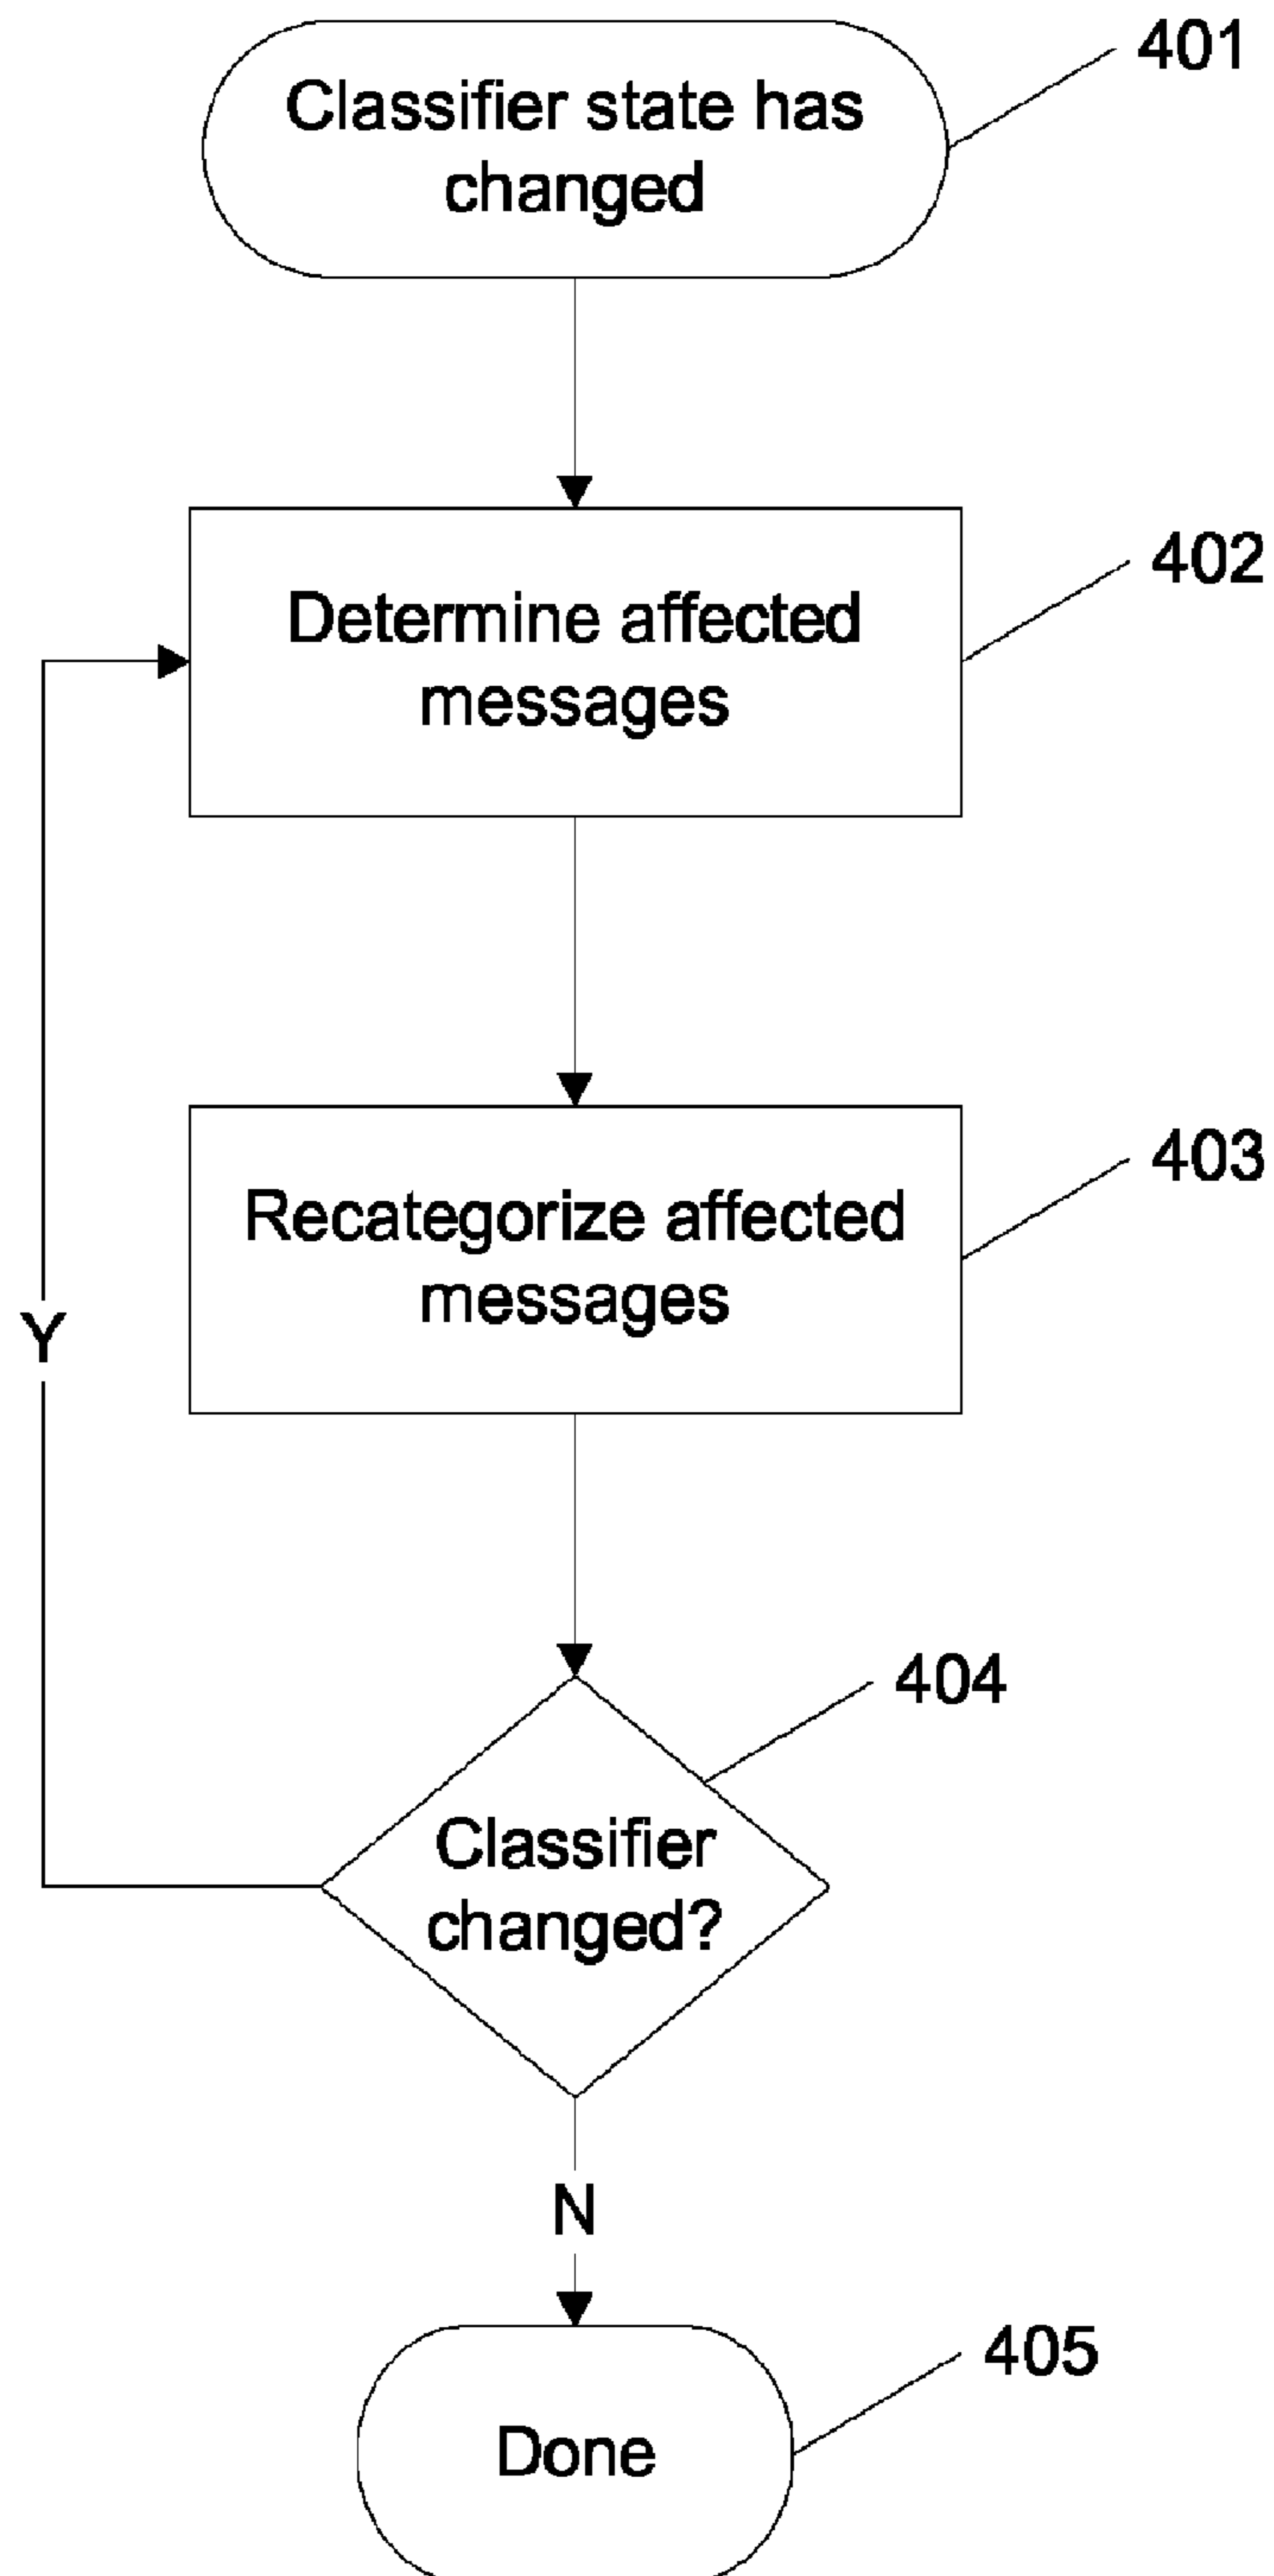 Classifier state has
changed
401
Determine affected
messages
402
Recategorize affected
messages
403
Y
404
Classifier
changed?
N
405
Done